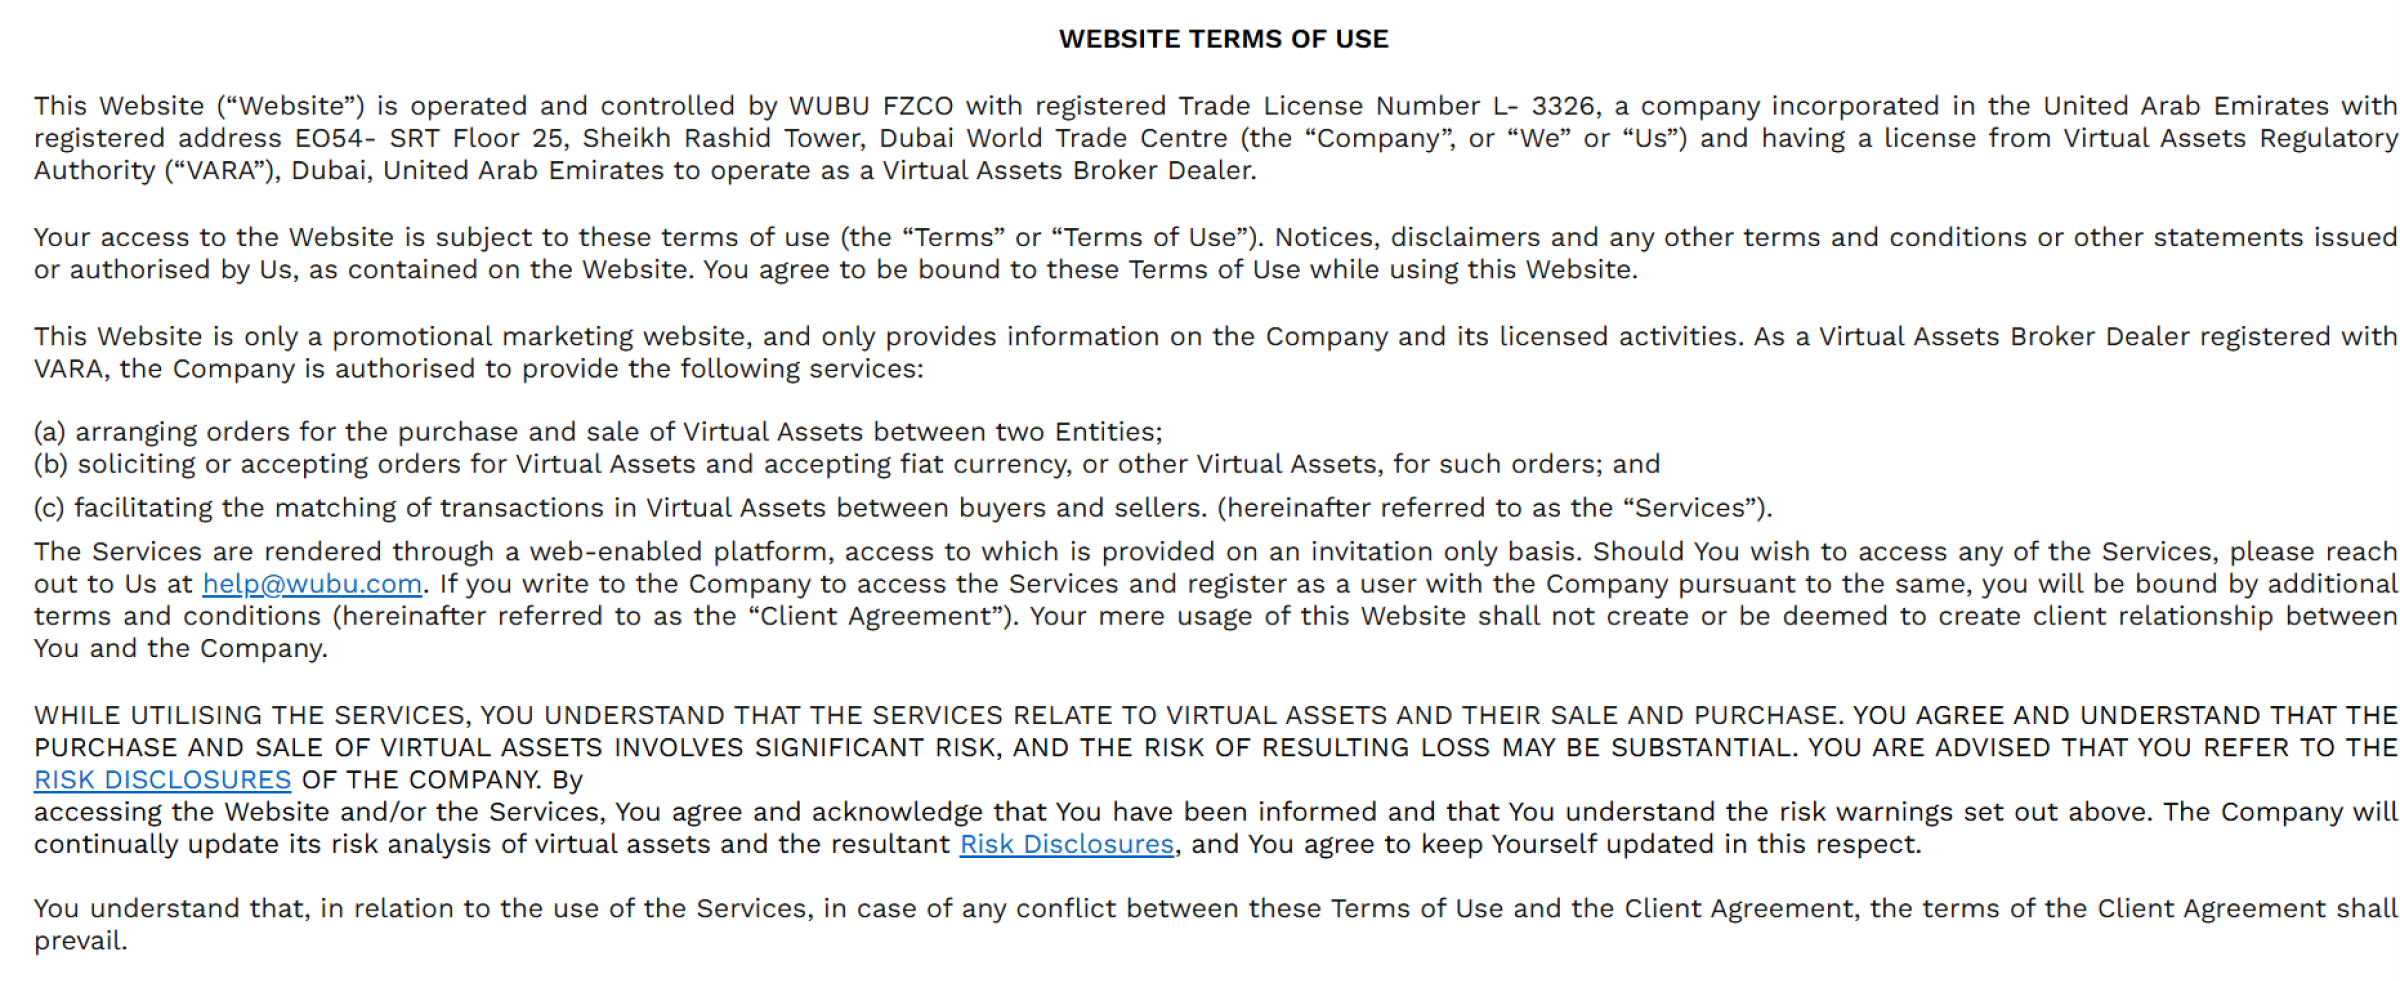 WEBSITE TERMS OF USE
This Website (“Website”) is operated and controlled by WUBU FZCO with registered Trade License Number L- 3326, a company incorporated in the United Arab Emirates with
registered address EO54- SRT Floor 25, Sheikh Rashid Tower, Dubai World Trade Centre (the “Company”, or “We” or “Us”) and having a license from Virtual Assets Regulatory
Authority (“VARA”), Dubai, United Arab Emirates to operate as a Virtual Assets Broker Dealer.
Your access to the Website is subject to these terms of use (the “Terms” or “Terms of Use”). Notices, disclaimers and any other terms and conditions or other statements issued
or authorised by Us, as contained on the Website. You agree to be bound to these Terms of Use while using this Website.
This Website is only a promotional marketing website, and only provides information on the Company and its licensed activities. As a Virtual Assets Broker Dealer registered with
VARA, the Company is authorised to provide the following services:
(a) arranging orders for the purchase and sale of Virtual Assets between two Entities;
(b) soliciting or accepting orders for Virtual Assets and accepting fiat currency, or other Virtual Assets, for such orders; and
(c) facilitating the matching of transactions in Virtual Assets between buyers and sellers. (hereinafter referred to as the “Services”).
The Services are rendered through a web-enabled platform, access to which is provided on an invitation only basis. Should You wish to access any of the Services, please reach
out to Us at help@wubu.com. If you write to the Company to access the Services and register as a user with the Company pursuant to the same, you will be bound by additional
terms and conditions (hereinafter referred to as the “Client Agreement”). Your mere usage of this Website shall not create or be deemed to create client relationship between
You and the Company.
WHILE UTILISING THE SERVICES, YOU UNDERSTAND THAT THE SERVICES RELATE TO VIRTUAL ASSETS AND THEIR SALE AND PURCHASE. YOU AGREE AND UNDERSTAND THAT THE
PURCHASE AND SALE OF VIRTUAL ASSETS INVOLVES SIGNIFICANT RISK, AND THE RISK OF RESULTING LOSS MAY BE SUBSTANTIAL. YOU ARE ADVISED THAT YOU REFER TO THE
RISK DISCLOSURES OF THE COMPANY. By
accessing the Website and/or the Services, You agree and acknowledge that You have been informed and that You understand the risk warnings set out above. The Company will
continually update its risk analysis of virtual assets and the resultant Risk Disclosures, and You agree to keep Yourself updated in this respect.
You understand that, in relation to the use of the Services, in case of any conflict between these Terms of Use and the Client Agreement, the terms of the Client Agreement shall
prevail.